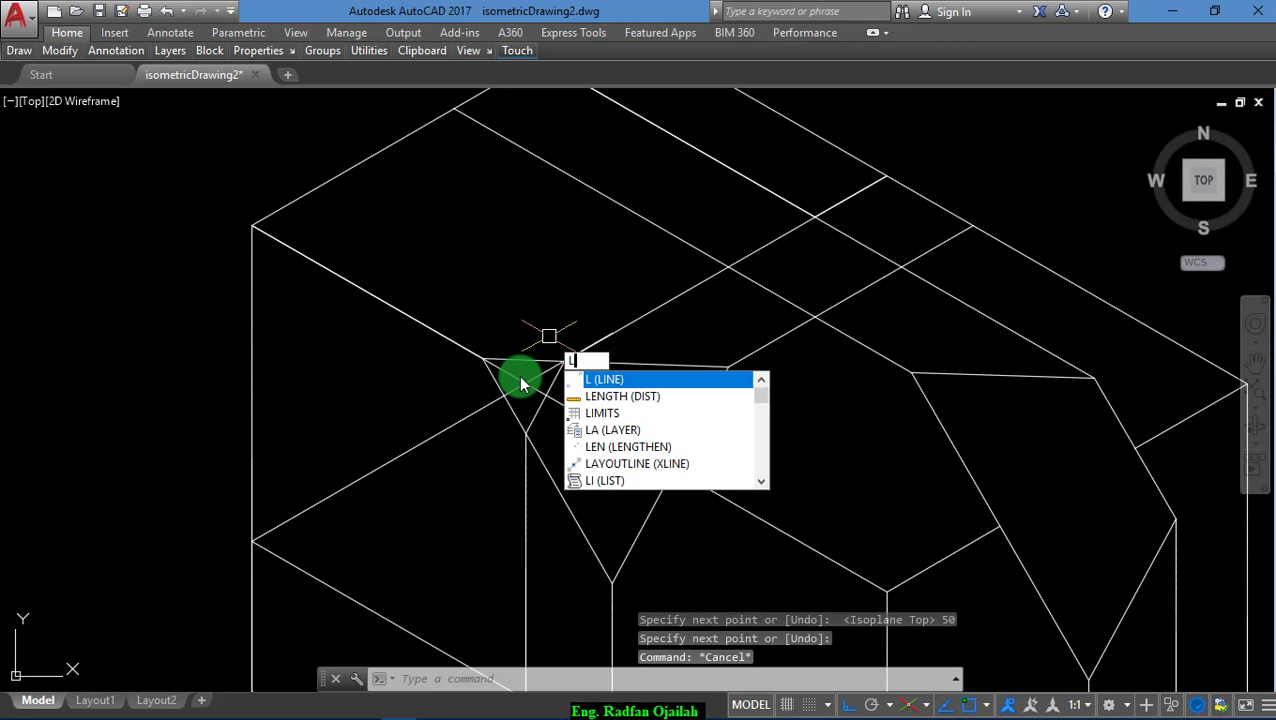 Autodesk AutoCAD 2017 isometricDrawing2.dwg
Type a keyword or phrase
Sign In
Home Insert Annotate Parametric View Manage Output Add-ins A360 Express Tools Featured Apps BIM 360 Performance
Draw Modify Annotation Layers Block Properties Groups Utilities Clipboard View Touch
Start isometricDrawing2*
[−][Top][2D Wireframe]
N
W TOP E
S
WCS
L
L (LINE)
LENGTH (DIST)
LIMITS
LA (LAYER)
LEN (LENGTHEN)
LAYOUTLINE (XLINE)
LI (LIST)
Specify next point or [Undo]: <Isoplane Top> 50
Specify next point or [Undo]:
Command: *Cancel*
Y
X
Type a command
Model Layout1 Layout2 MODEL 1:1
Eng. Radfan Ojailah